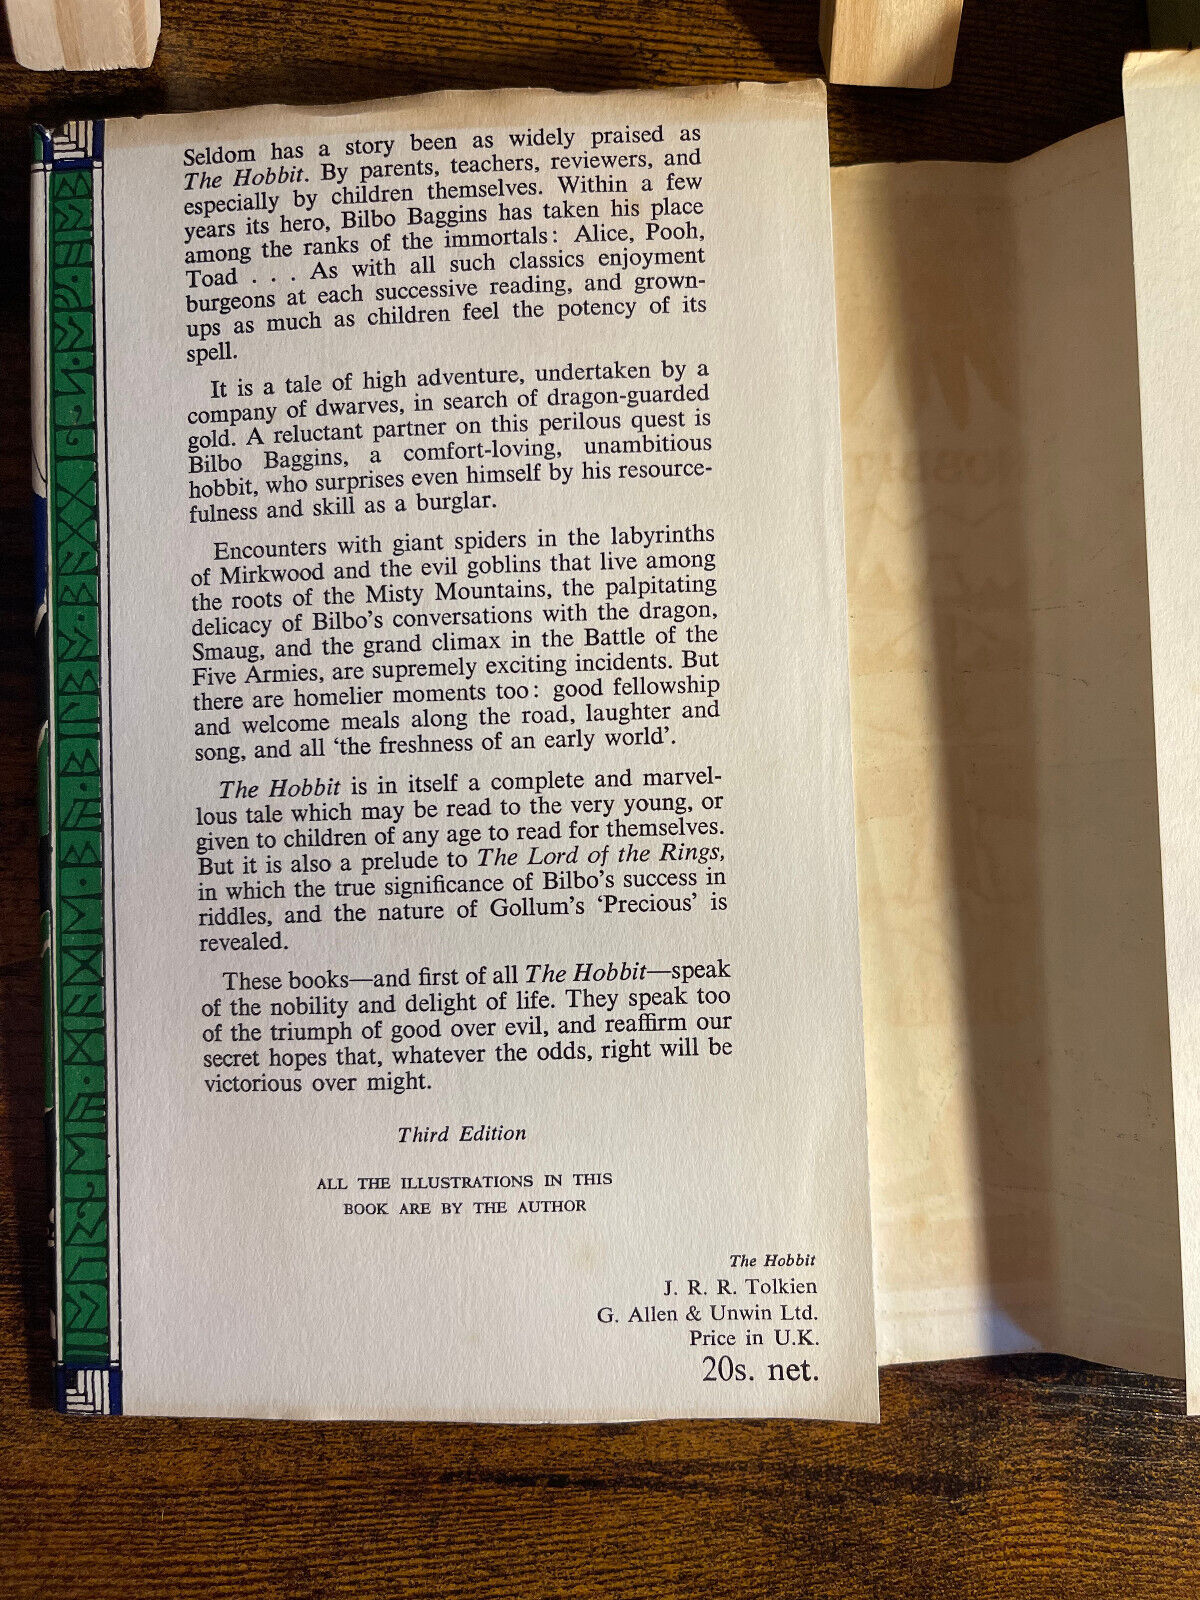 Seldom has a story been as widely praised as
The Hobbit. By parents, teachers, reviewers, and
especially by children themselves. Within a few
years its hero, Bilbo Baggins has taken his place
among the ranks of the immortals: Alice, Pooh,
Toad . . . As with all such classics enjoyment
burgeons at each successive reading, and grown-
ups as much as children feel the potency of its
spell.
It is a tale of high adventure, undertaken by a
company of dwarves, in search of dragon-guarded
gold. A reluctant partner on this perilous quest is
Bilbo Baggins, a comfort-loving, unambitious
hobbit, who surprises even himself by his resource-
fulness and skill as a burglar.
Encounters with giant spiders in the labyrinths
of Mirkwood and the evil goblins that live among
the roots of the Misty Mountains, the palpitating
delicacy of Bilbo's conversations with the dragon,
Smaug, and the grand climax in the Battle of the
Five Armies, are supremely exciting incidents. But
there are homelier moments too: good fellowship
and welcome meals along the road, laughter and
song, and all ‘the freshness of an early world’.
The Hobbit is in itself a complete and marvel-
lous tale which may be read to the very young, or
given to children of any age to read for themselves.
But it is also a prelude to The Lord of the Rings,
in which the true significance of Bilbo's success in
riddles, and the nature of Gollum's ‘Precious’ is
revealed.
These books—and first of all The Hobbit—speak
of the nobility and delight of life. They speak too
of the triumph of good over evil, and reaffirm our
secret hopes that, whatever the odds, right will be
victorious over might.
Third Edition
ALL THE ILLUSTRATIONS IN THIS
BOOK ARE BY THE AUTHOR
The Hobbit
J. R. R. Tolkien
G. Allen & Unwin Ltd.
Price in U.K.
20s. net.